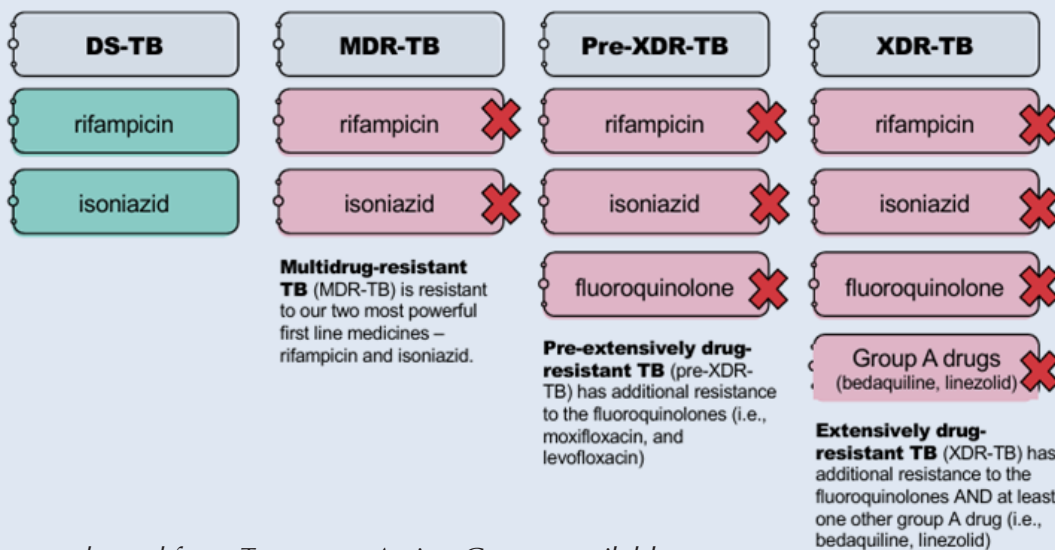 DS-TB
rifampicin
isoniazid
MDR-TB
rifampicin
isoniazid
Multidrug-resistant
TB (MDR-TB) is resistant
to our two most powerful
first line medicines –
rifampicin and isoniazid.
Pre-XDR-TB
rifampicin
isoniazid
fluoroquinolone
Pre-extensively drug-
resistant TB (pre-XDR-
TB) has additional resistance
to the fluoroquinolones (i.e.,
moxifloxacin, and
levofloxacin)
XDR-TB
rifampicin
isoniazid
fluoroquinolone
Group A drugs
(bedaquiline, linezolid)
Extensively drug-
resistant TB (XDR-TB) has
additional resistance to the
fluoroquinolones AND at least
one other group A drug (i.e.,
bedaquiline, linezolid)